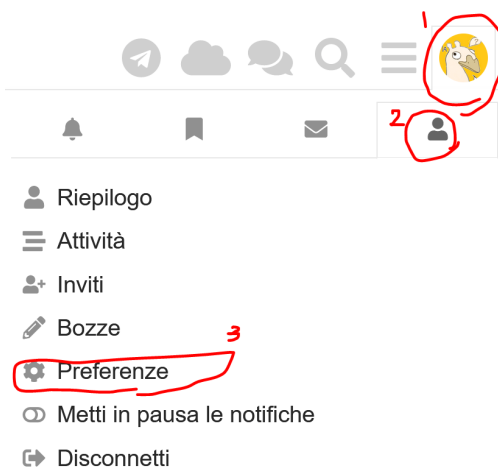 1
2
Riepilogo
Attività
Inviti
Bozze
3
Preferenze
Metti in pausa le notifiche
Disconnetti